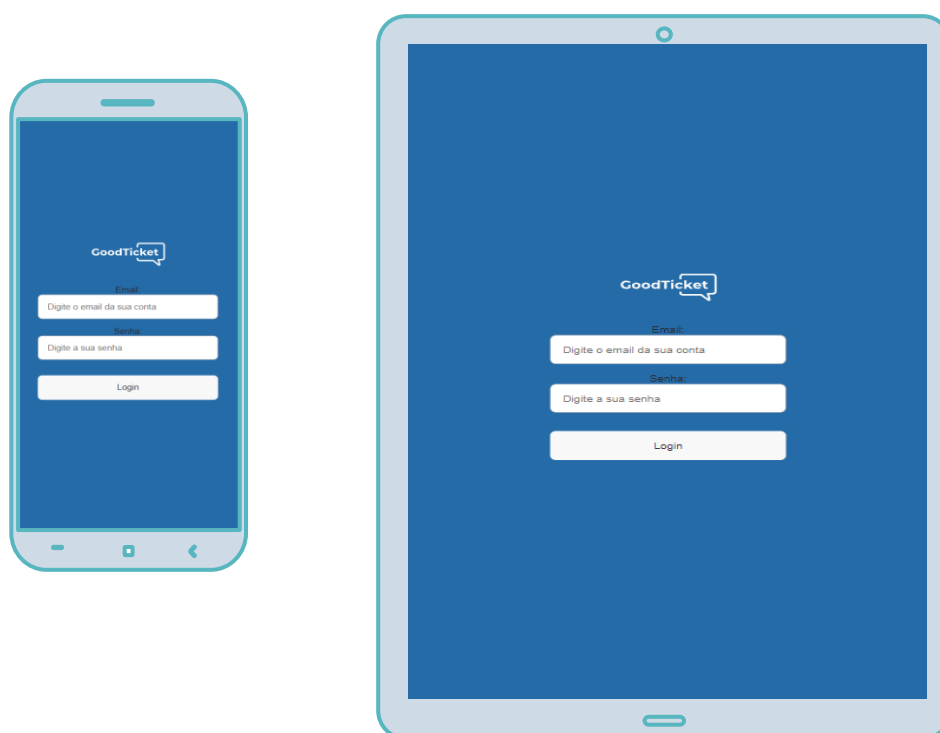 GoodTicket
Email:
Digite o email da sua conta
Senha:
Digite a sua senha
Login
GoodTicket
Email:
Digite o email da sua conta
Senha:
Digite a sua senha
Login